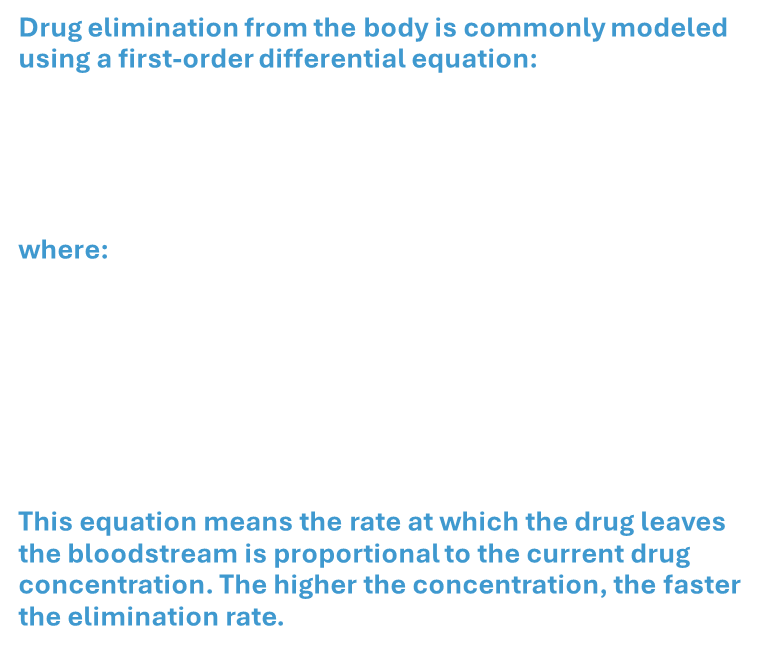 Drug elimination from the body is commonly modeled
using a first-order differential equation:
where:
This equation means the rate at which the drug leaves
the bloodstream is proportional to the current drug
concentration. The higher the concentration, the faster
the elimination rate.